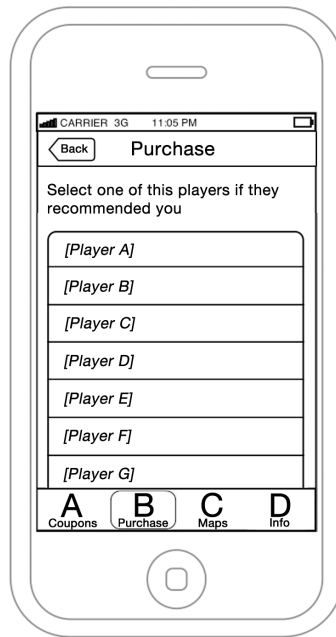 CARRIER 3G 11:05 PM
Back Purchase
Select one of this players if they
recommended you
[Player A]
[Player B]
[Player C]
[Player D]
[Player E]
[Player F]
[Player G]
A B C D
Coupons Purchase Maps Info